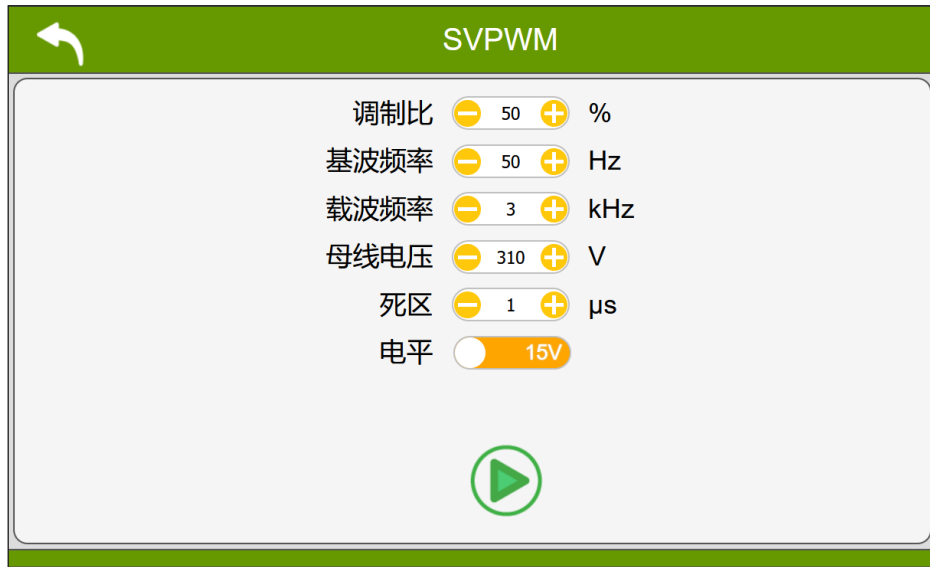 SVPWM
调制比 50 %
基波频率 50 Hz
载波频率 3 kHz
母线电压 310 V
死区 1 μs
电平 15V